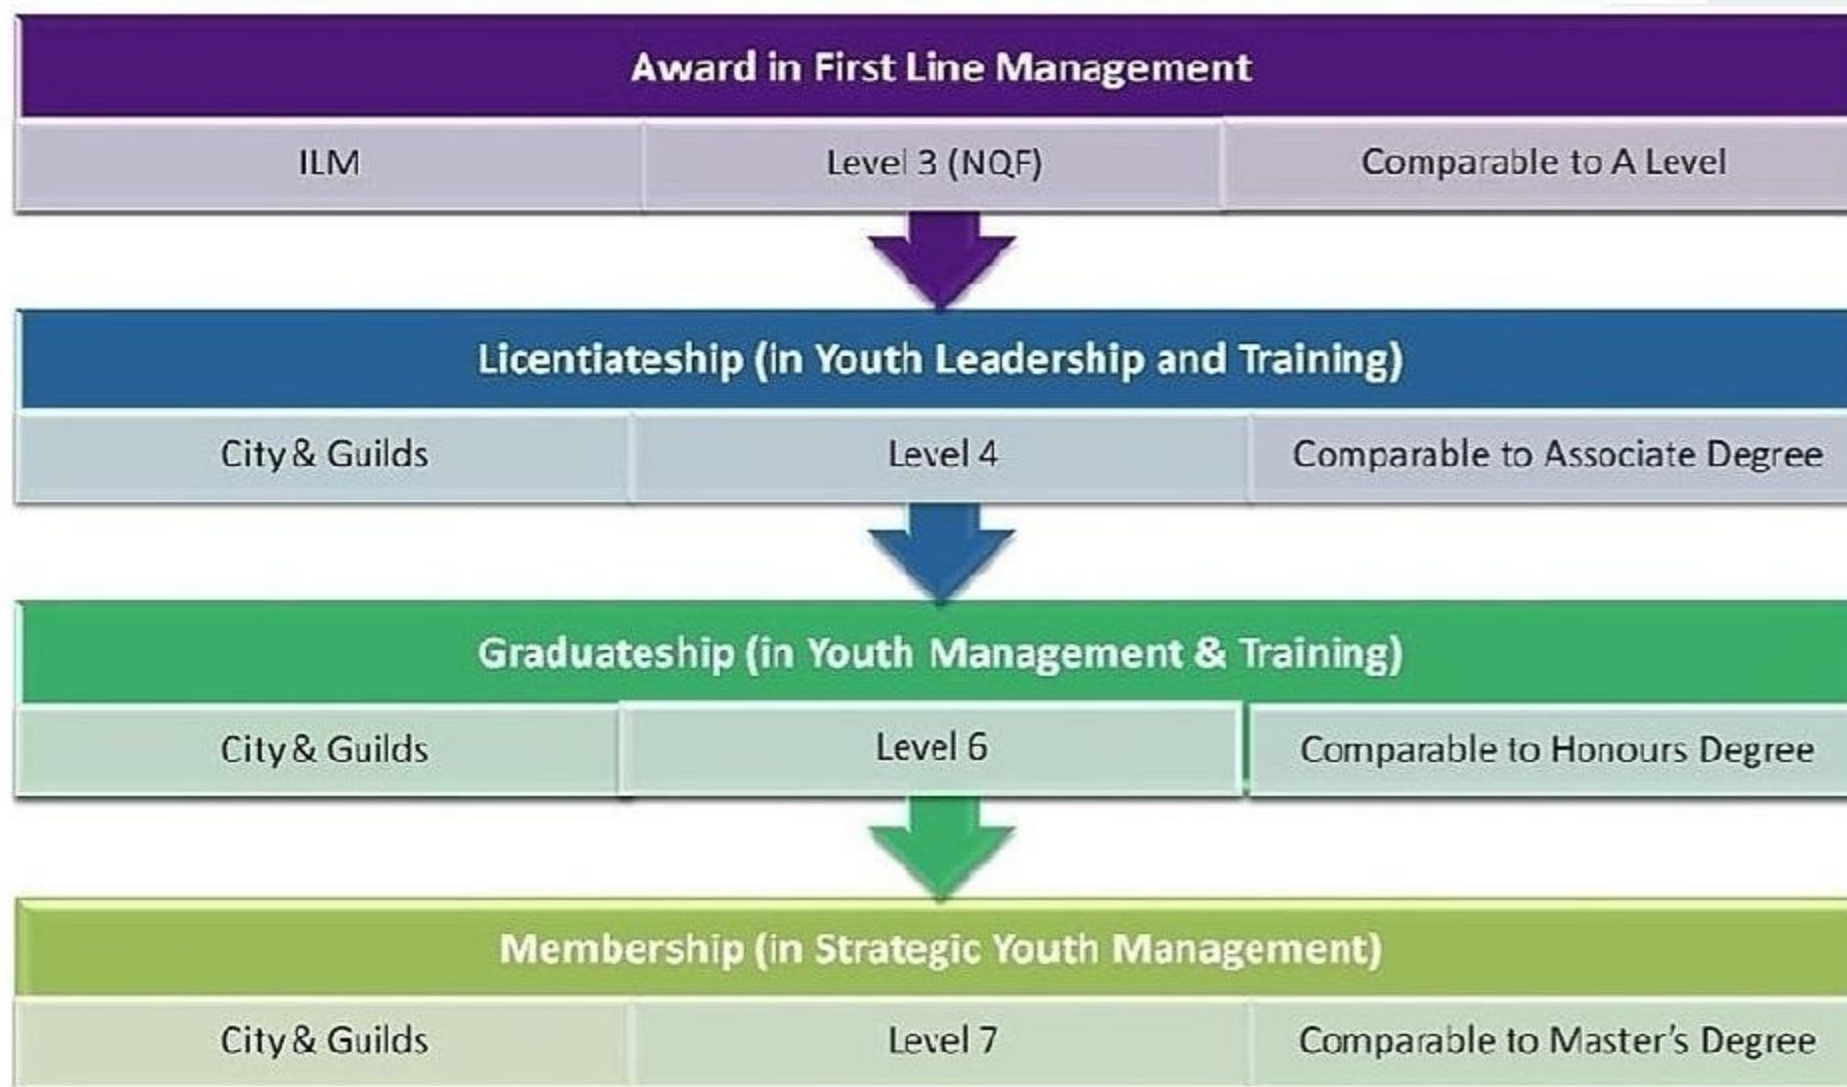 Award in First Line Management
ILM Level 3 (NQF) Comparable to A Level
Licentiateship (in Youth Leadership and Training)
City & Guilds Level 4 Comparable to Associate Degree
Graduateship (in Youth Management & Training)
City & Guilds Level 6 Comparable to Honours Degree
Membership (in Strategic Youth Management)
City & Guilds Level 7 Comparable to Master's Degree